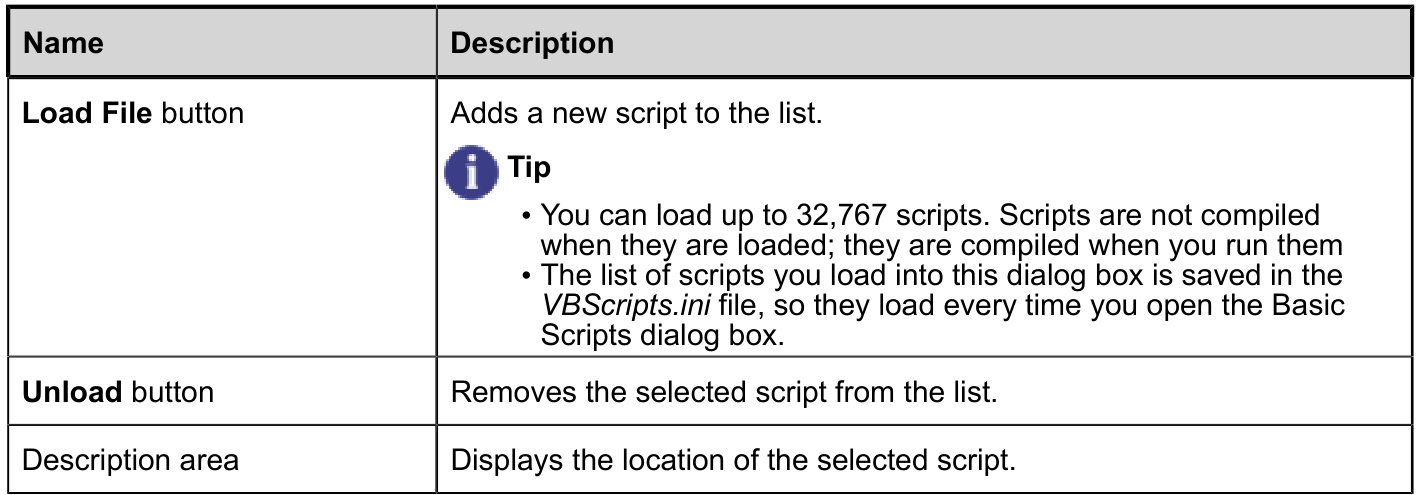 Name Description
Load File button Adds a new script to the list.
i Tip
• You can load up to 32,767 scripts. Scripts are not compiled
when they are loaded; they are compiled when you run them
• The list of scripts you load into this dialog box is saved in the
VBScripts.ini file, so they load every time you open the Basic
Scripts dialog box.
Unload button Removes the selected script from the list.
Description area Displays the location of the selected script.